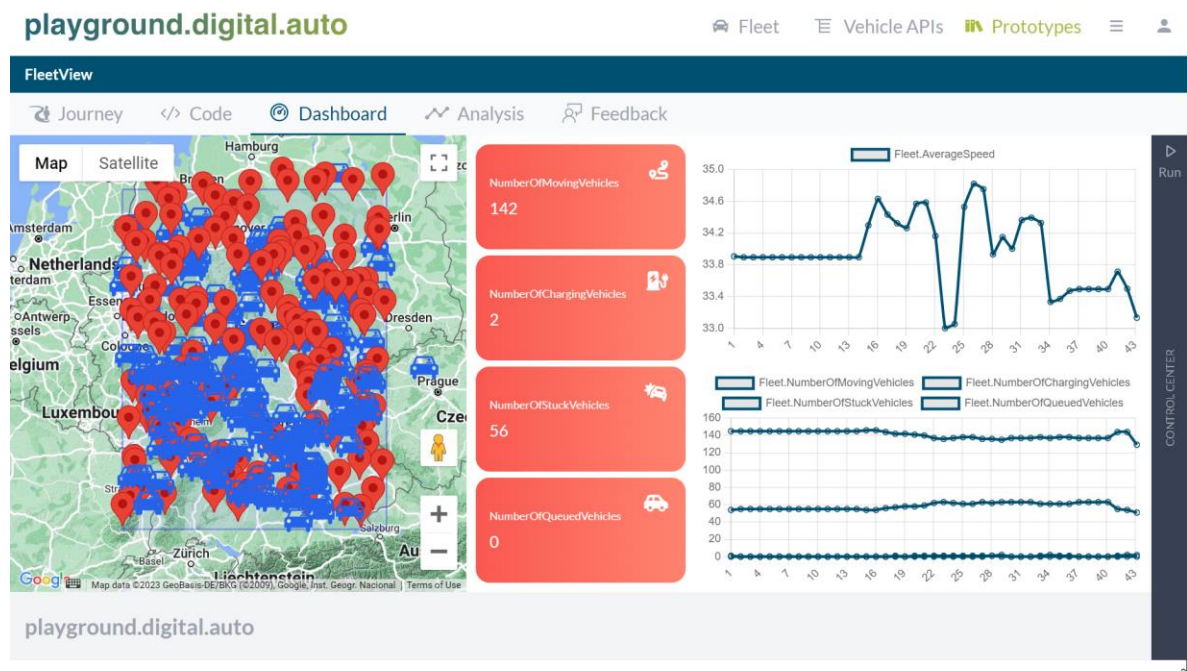 playground.digital.auto
Fleet
Vehicle APIs
Prototypes
FleetView
Journey
</> Code
Dashboard
Analysis
Feedback
Map
Satellite
Hamburg
Amsterdam
Netherlands
terdam
Essen
Antwerp
ssels
Dresden
elgium
Prague
Luxembou
Cze
Salzburg
Zürich
Basel
Au
Liechtenstein
Map data ©2023 GeoBasis-DE/BKG (©2009), Google, Inst. Geogr. Nacional
Terms of Use
NumberOfMovingVehicles
142
NumberOfChargingVehicles
2
NumberOfStuckVehicles
56
NumberOfQueuedVehicles
0
Fleet.AverageSpeed
35.0
34.6
34.2
33.8
33.4
33.0
1 4 7 10 13 16 19 22 25 28 31 34 37 40 43
Fleet.NumberOfMovingVehicles Fleet.NumberOfChargingVehicles
Fleet.NumberOfStuckVehicles Fleet.NumberOfQueuedVehicles
160
140
120
100
80
60
40
20
0
1 4 7 10 13 16 19 22 25 28 31 34 37 40 43
Run
CONTROL CENTER
playground.digital.auto